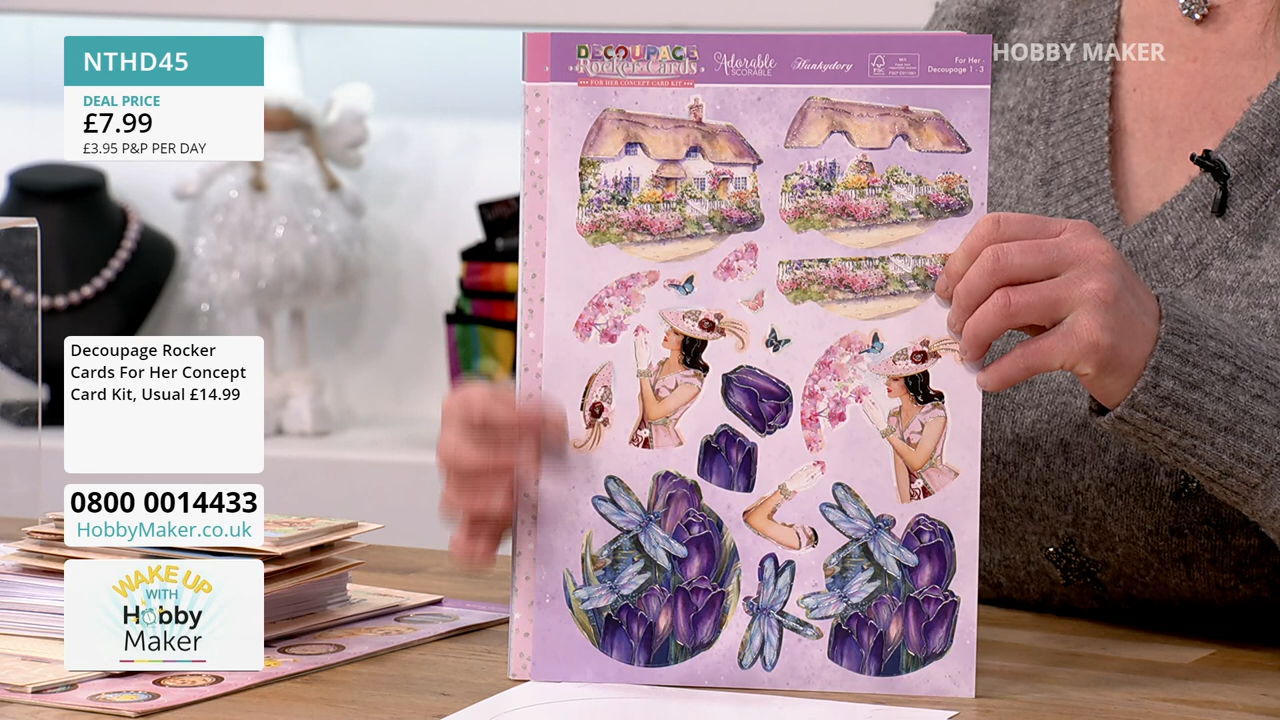 NTHD45
DEAL PRICE
£7.99
£3.95 P&P PER DAY
Decoupage Rocker
Cards For Her Concept
Card Kit, Usual £14.99
0800 0014433
HobbyMaker.co.uk
WAKE UP
WITH
Hobby
Maker
HOBBY MAKER
DECOUPAGE
Rocker Cards
FOR HER CONCEPT CARD KIT
Adorable
SCORABLE
Hunkydory
For Her -
Decoupage 1 - 3